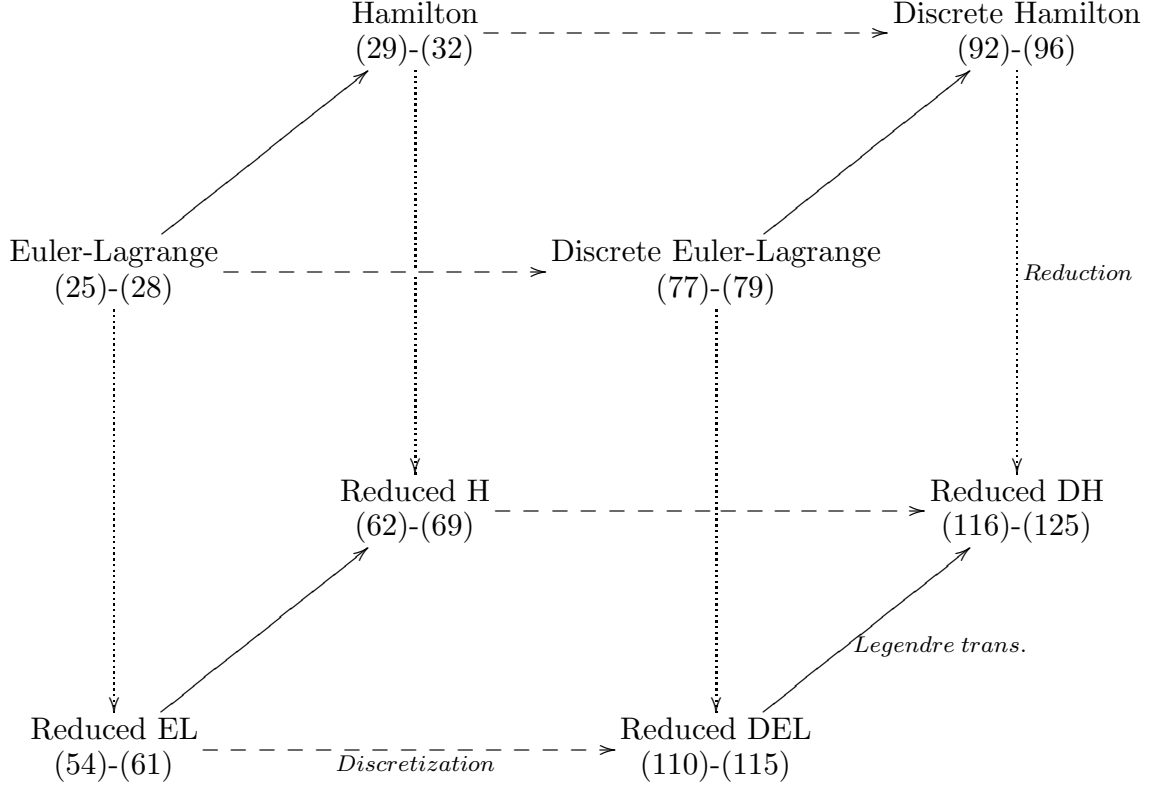 Hamilton
(29)-(32)
Discrete Hamilton
(92)-(96)
Euler-Lagrange
(25)-(28)
Discrete Euler-Lagrange
(77)-(79)
Reduction
Reduced H
(62)-(69)
Reduced DH
(116)-(125)
Legendre trans.
Reduced EL
(54)-(61)
Discretization
Reduced DEL
(110)-(115)